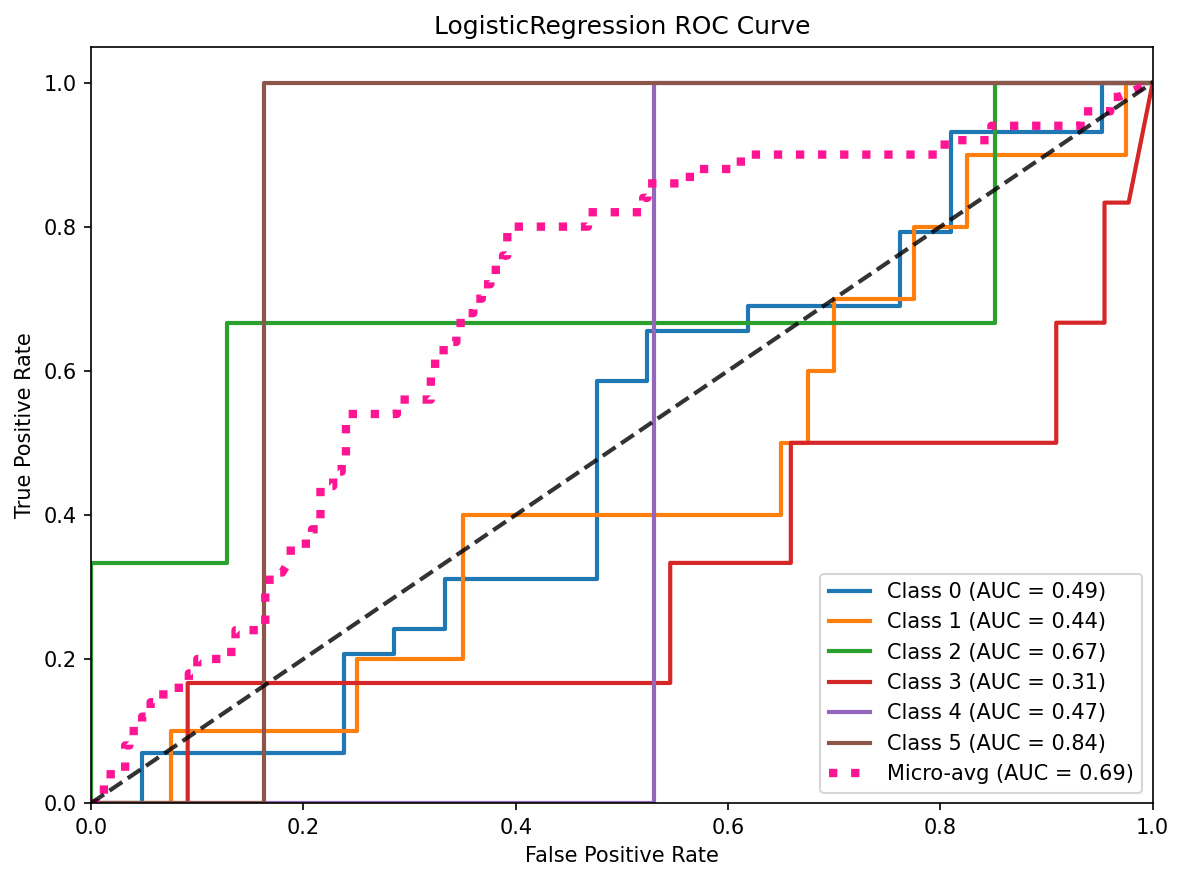 LogisticRegression ROC Curve
True Positive Rate
1.0
0.8
0.6
0.4
0.2
0.0
Class 0 (AUC = 0.49)
Class 1 (AUC = 0.44)
Class 2 (AUC = 0.67)
Class 3 (AUC = 0.31)
Class 4 (AUC = 0.47)
Class 5 (AUC = 0.84)
Micro-avg (AUC = 0.69)
0.0 0.2 0.4 0.6 0.8 1.0
False Positive Rate